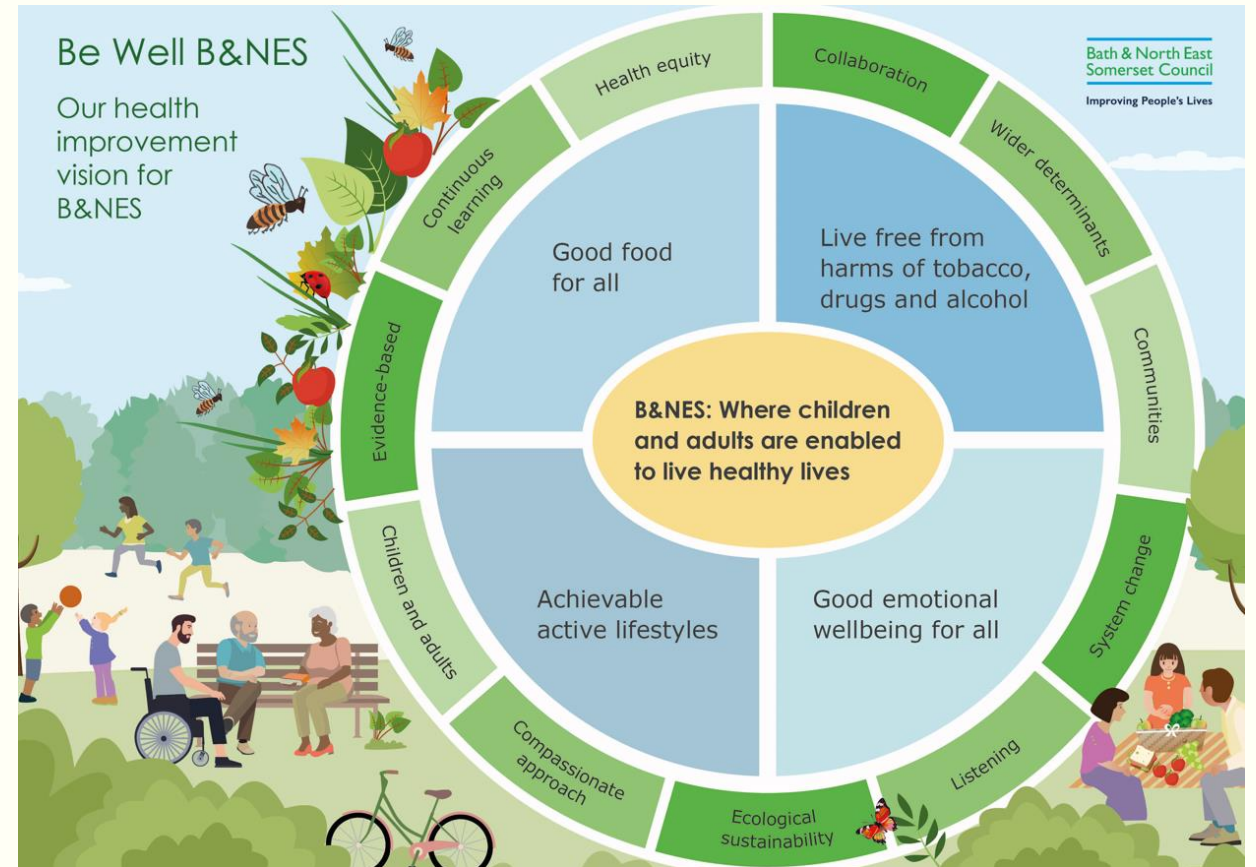 Be Well B&NES
Our health
improvement
vision for
B&NES
Bath & North East
Somerset Council
Improving People's Lives
Health equity
Collaboration
Wider determinants
Communities
System change
Listening
Ecological
sustainability
Compassionate
approach
Children and adults
Evidence-based
Continuous
learning
Good food
for all
Live free from
harms of tobacco,
drugs and alcohol
B&NES: Where children
and adults are enabled
to live healthy lives
Achievable
active lifestyles
Good emotional
wellbeing for all